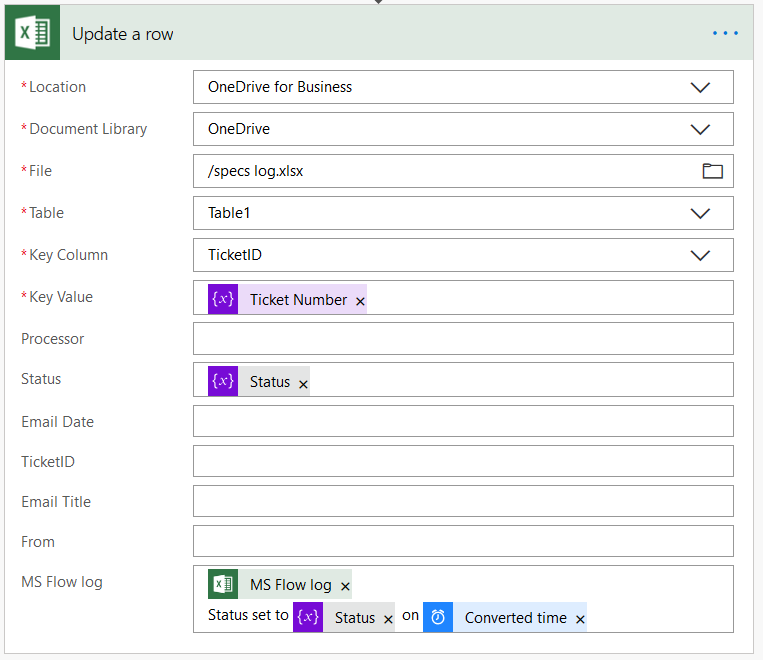 Update a row
* Location
OneDrive for Business
* Document Library
OneDrive
* File
/specs log.xlsx
* Table
Table1
* Key Column
TicketID
* Key Value
{x} Ticket Number ×
Processor
Status
{x} Status ×
Email Date
TicketID
Email Title
From
MS Flow log
MS Flow log ×
Status set to {x} Status × on Converted time ×